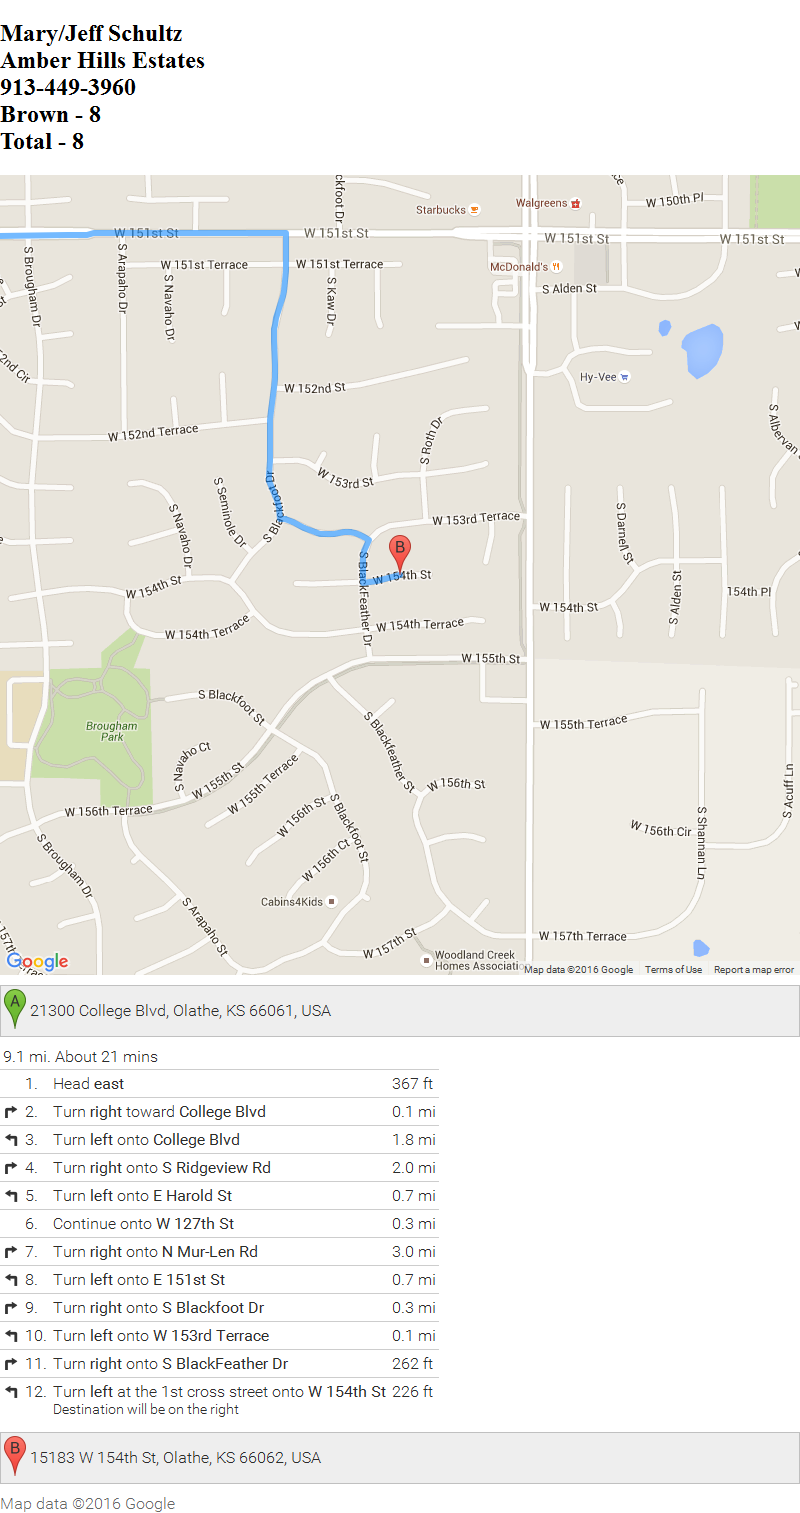 Mary/Jeff Schultz
Amber Hills Estates
913-449-3960
Brown - 8
Total - 8
ckfoot Dr
Starbucks
Walgreens
W 150th Pl
W 151st St
W 151st St
W 151st St
W 151st St
S Brougham Dr
S Arapaho Dr
W 151st Terrace
W 151st Terrace
McDonald's
S Navaho Dr
S Kaw Dr
S Alden St
2nd Cir
W 152nd St
Hy-Vee
W 152nd Terrace
S Roth Dr
S Albervan
W 153rd St
S Seminole Dr
S Navaho Dr
S Bla
ckfoot Dr
W 153rd Terrace
S Darnell St
B
W 154th St
S BlackFeather Dr
W 154th St
S Alden St
154th Pl
W 154th St
W 154th Terrace
W 154th Terrace
W 155th St
S Blackfoot St
Brougham
Park
S Blackfeather St
W 155th Terrace
S Navaho Ct
W 155th St
W 155th Terrace
W 156th St
S Acuff Ln
W 156th Terrace
W 156th St
S Blackfoot St
W 156th Cir
S Shannan Ln
S Brougham Dr
W 156th Ct
Cabins4Kids
S Arapaho St
W 157th St
W 157th Terrace
Woodland Creek
Homes Association
Google
Map data ©2016 Google Terms of Use Report a map error
A 21300 College Blvd, Olathe, KS 66061, USA
9.1 mi. About 21 mins
1. Head east 367 ft
2. Turn right toward College Blvd 0.1 mi
3. Turn left onto College Blvd 1.8 mi
4. Turn right onto S Ridgeview Rd 2.0 mi
5. Turn left onto E Harold St 0.7 mi
6. Continue onto W 127th St 0.3 mi
7. Turn right onto N Mur-Len Rd 3.0 mi
8. Turn left onto E 151st St 0.7 mi
9. Turn right onto S Blackfoot Dr 0.3 mi
10. Turn left onto W 153rd Terrace 0.1 mi
11. Turn right onto S BlackFeather Dr 262 ft
12. Turn left at the 1st cross street onto W 154th St 226 ft
Destination will be on the right
B 15183 W 154th St, Olathe, KS 66062, USA
Map data ©2016 Google